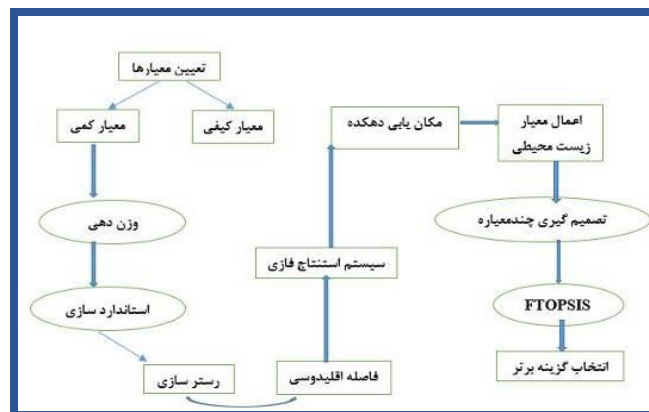 تعیین معیارها
معیار کمی
معیار کیفی
وزن دهی
استاندارد سازی
رستر سازی
فاصله اقلیدوسی
سیستم استنتاج فازی
مکان یابی دهکده
اعمال معیار
زیست محیطی
تصمیم گیری چندمعیاره
FTOPSIS
انتخاب گزینه برتر